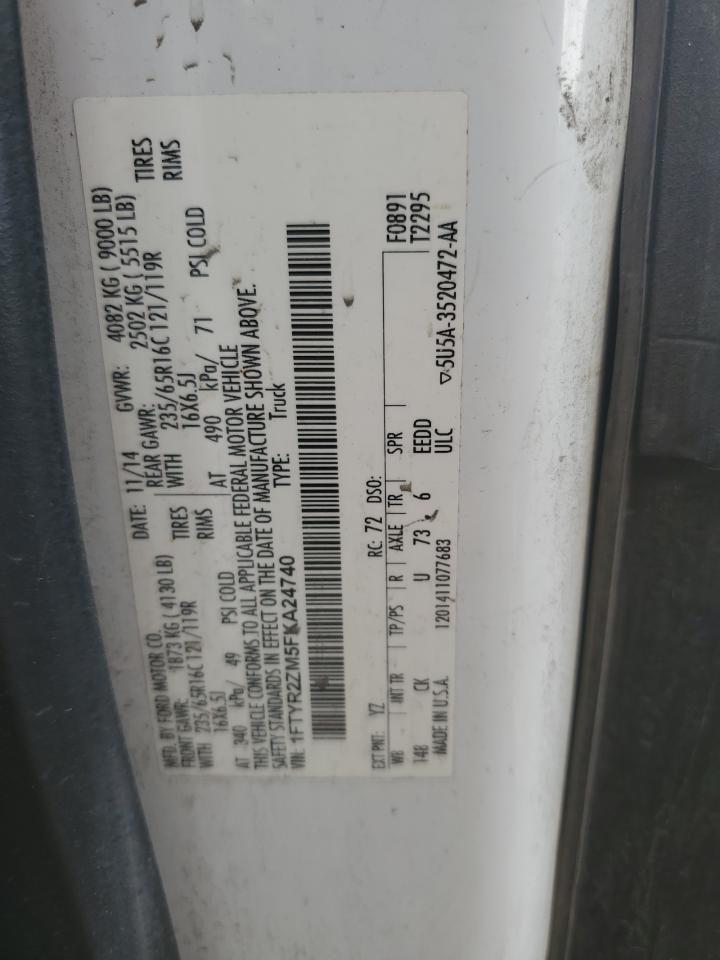 MFD. BY FORD MOTOR CO.
DATE: 11/14 GVWR: 4082 KG ( 9000 LB)
FRONT GAWR: 1873 KG ( 4130 LB)
REAR GAWR: 2502 KG ( 5515 LB)
WITH 235/65R16C 121/119R TIRES
WITH 235/65R16C 121/119R TIRES
16X6.5J RIMS
16X6.5J RIMS
AT 340 kPa/ 49 PSI COLD
AT 490 kPa/ 71 PSI COLD
THIS VEHICLE CONFORMS TO ALL APPLICABLE FEDERAL MOTOR VEHICLE
SAFETY STANDARDS IN EFFECT ON THE DATE OF MANUFACTURE SHOWN ABOVE.
VIN: 1FTYR2ZM5FKA24740
TYPE: Truck
EXT PNT: YZ RC: 72 DSO:
F0891
WB INT TR TP/PS R AXLE TR SPR
T2295
148 CK U 73 6 EEDD
MADE IN U.S.A. 1201411077683 ULC
▽5U5A-3520472-AA